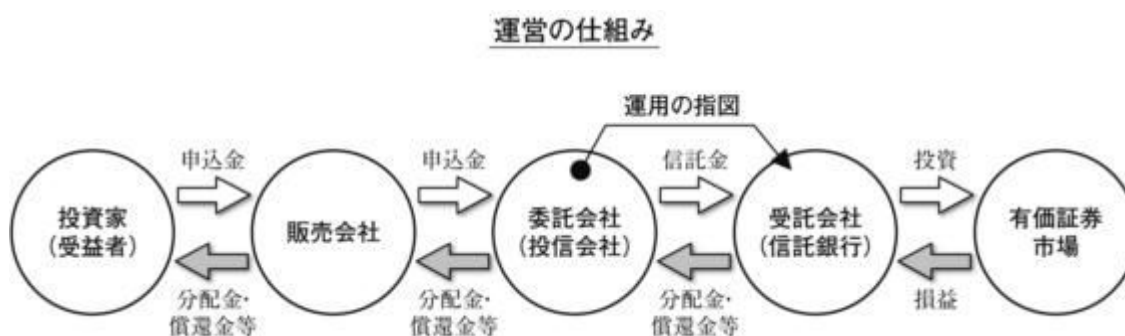 運営の仕組み
運用の指図
申込金
申込金
信託金
投資
投資家
(受益者)
販売会社
委託会社
(投信会社)
受託会社
(信託銀行)
有価証券
市場
分配金・
償還金等
分配金・
償還金等
分配金・
償還金等
損益